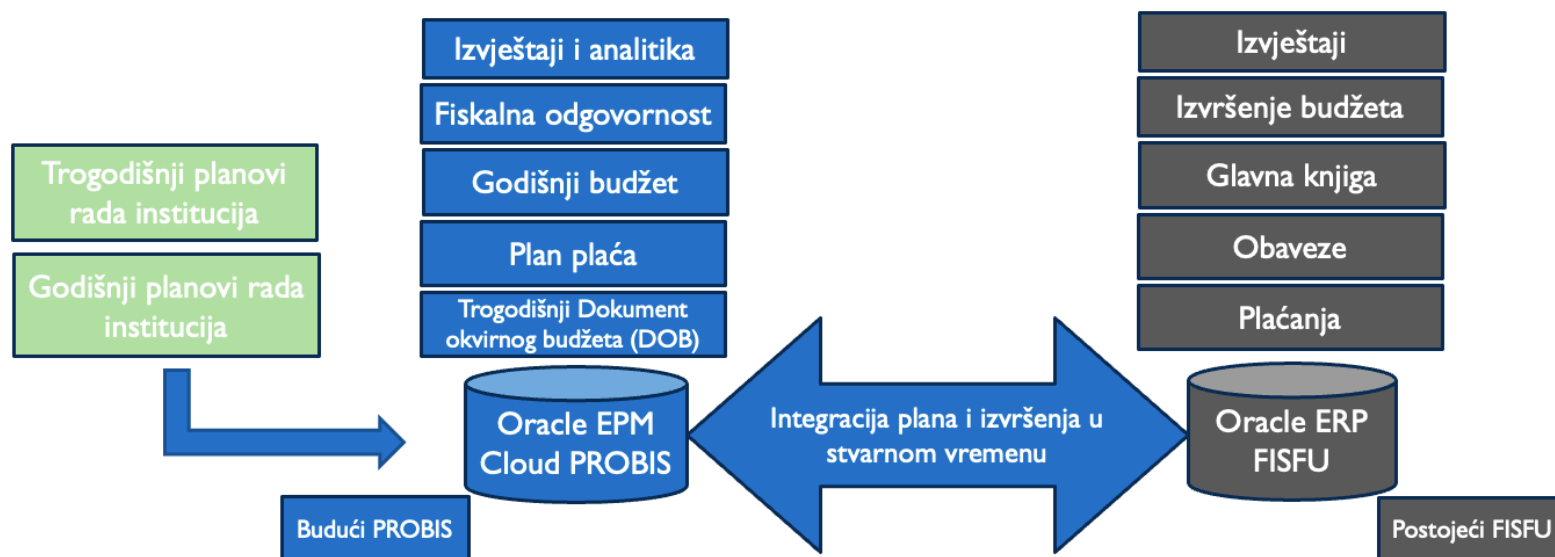 Trogodišnji planovi
rada institucija
Godišnji planovi rada
institucija
Izvještaji i analitika
Fiskalna odgovornost
Godišnji budžet
Plan plaća
Trogodišnji Dokument
okvirnog budžeta (DOB)
Oracle EPM
Cloud PROBIS
Budući PROBIS
Integracija plana i izvršenja u
stvarnom vremenu
Izvještaji
Izvršenje budžeta
Glavna knjiga
Obaveze
Plaćanja
Oracle ERP
FISFU
Postojeći FISFU